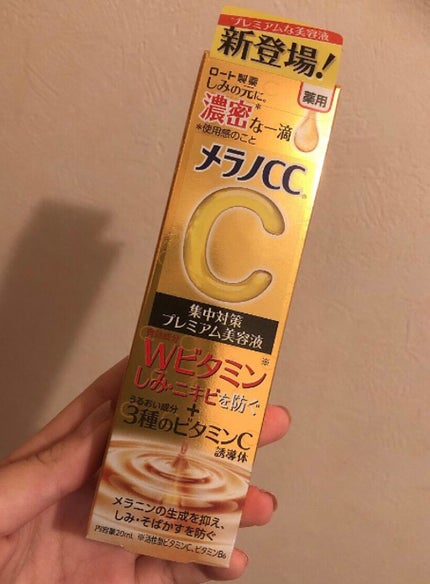 プレミアムな美容液
新登場!
ロート製薬
しみの元に。
薬用
濃密*な一滴
*使用感のこと
メラノCC®
C
集中対策
プレミアム美容液
有効成分
Wビタミン※
しみ・ニキビを防ぐ
+
うるおい成分
3種のビタミンC
誘導体
メラニンの生成を抑え、
しみ・そばかすを防ぐ
内容量20mL ※活性型ビタミンC、ビタミンB6